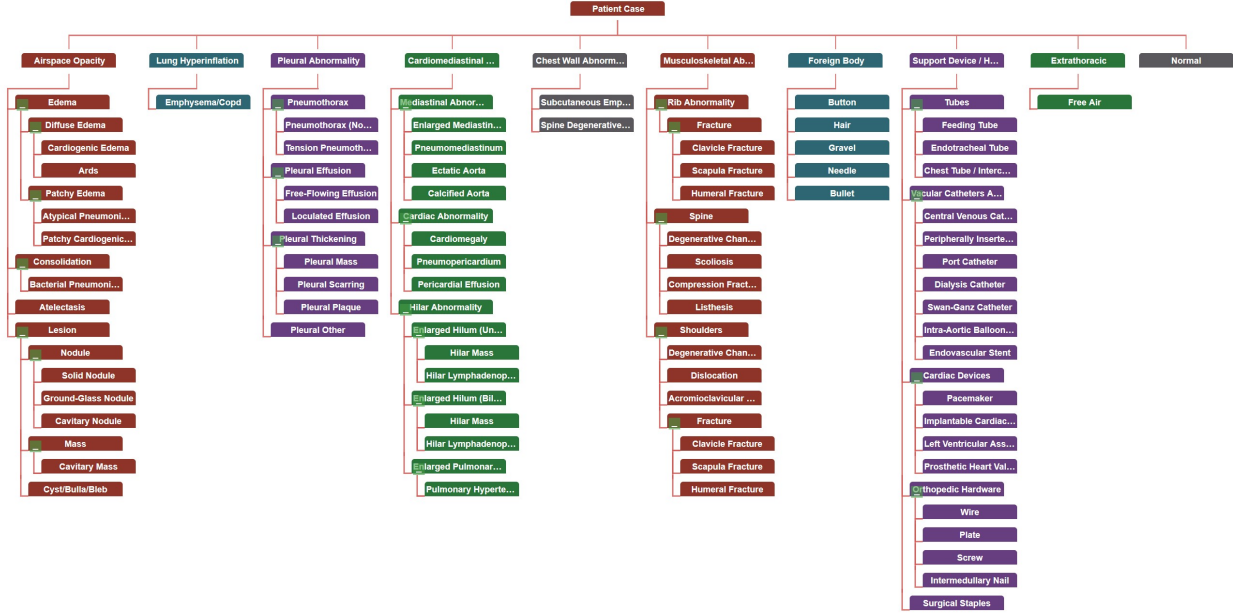 Patient Case
Airspace Opacity
Lung Hyperinflation
Pleural Abnormality
Cardiomediastinal ...
Chest Wall Abnorm...
Musculoskeletal Ab...
Foreign Body
Support Device / H...
Extrathoracic
Normal
Edema
Diffuse Edema
Cardiogenic Edema
Ards
Patchy Edema
Atypical Pneumoni...
Patchy Cardiogenic...
Consolidation
Bacterial Pneumoni...
Atelectasis
Lesion
Nodule
Solid Nodule
Ground-Glass Nodule
Cavitary Nodule
Mass
Cavitary Mass
Cyst/Bulla/Bleb
Emphysema/Copd
Pneumothorax
Pneumothorax (No...
Tension Pneumoth...
Pleural Effusion
Free-Flowing Effusion
Loculated Effusion
Pleural Thickening
Pleural Mass
Pleural Scarring
Pleural Plaque
Pleural Other
Mediastinal Abnor...
Enlarged Mediastin...
Pneumomediastinum
Ectatic Aorta
Calcified Aorta
Cardiac Abnormality
Cardiomegaly
Pneumopericardium
Pericardial Effusion
Hilar Abnormality
Enlarged Hilum (Un...
Hilar Mass
Hilar Lymphadenop...
Enlarged Hilum (Bil...
Hilar Mass
Hilar Lymphadenop...
Enlarged Pulmonar...
Pulmonary Hyperte...
Subcutaneous Emp...
Spine Degenerative...
Rib Abnormality
Fracture
Clavicle Fracture
Scapula Fracture
Humeral Fracture
Spine
Degenerative Chan...
Scoliosis
Compression Fract...
Listhesis
Shoulders
Degenerative Chan...
Dislocation
Acromioclavicular ...
Fracture
Clavicle Fracture
Scapula Fracture
Humeral Fracture
Button
Hair
Gravel
Needle
Bullet
Tubes
Feeding Tube
Endotracheal Tube
Chest Tube / Interc...
Vacular Catheters A...
Central Venous Cat...
Peripherally Inserte...
Port Catheter
Dialysis Catheter
Swan-Ganz Catheter
Intra-Aortic Balloon...
Endovascular Stent
Cardiac Devices
Pacemaker
Implantable Cardiac...
Left Ventricular Ass...
Prosthetic Heart Val...
Orthopedic Hardware
Wire
Plate
Screw
Intermedullary Nail
Surgical Staples
Free Air